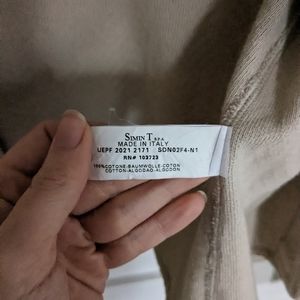 SIMINT S.P.A.
MADE IN ITALY
UEPF 2021 2171 SDN02F4-N1
RN# 103723
100%COTONE-BAUMWOLLE-COTON
COTTON-ALGODAO-ALGODON